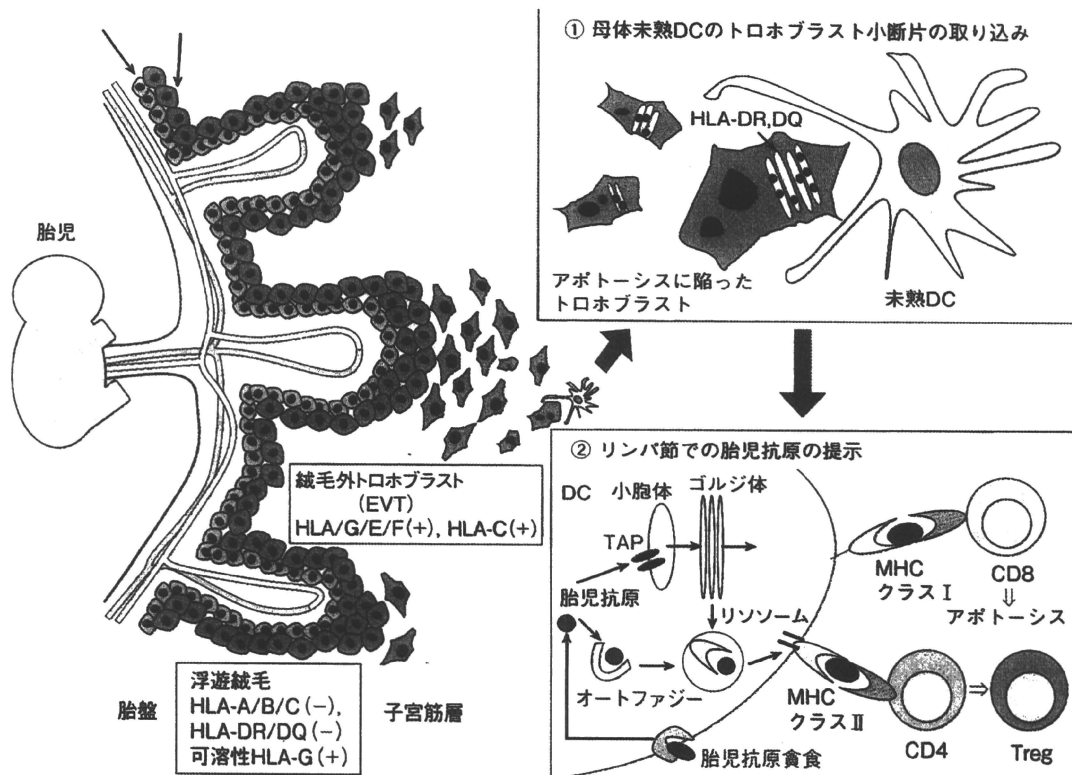 胎児
絨毛外トロホブラスト
(EVT)
HLA/G/E/F(+), HLA-C(+)
浮遊絨毛
HLA-A/B/C(−),
HLA-DR/DQ(−)
可溶性HLA-G(+)
胎盤
子宮筋層
① 母体未熟DCのトロホブラスト小断片の取り込み
HLA-DR,DQ
アポトーシスに陥った
トロホブラスト
未熟DC
② リンパ節での胎児抗原の提示
DC
小胞体
ゴルジ体
TAP
胎児抗原
リソソーム
オートファジー
胎児抗原貪食
MHC
クラスⅠ
CD8
⇓
アポトーシス
MHC
クラスⅡ
CD4
⇒
Treg